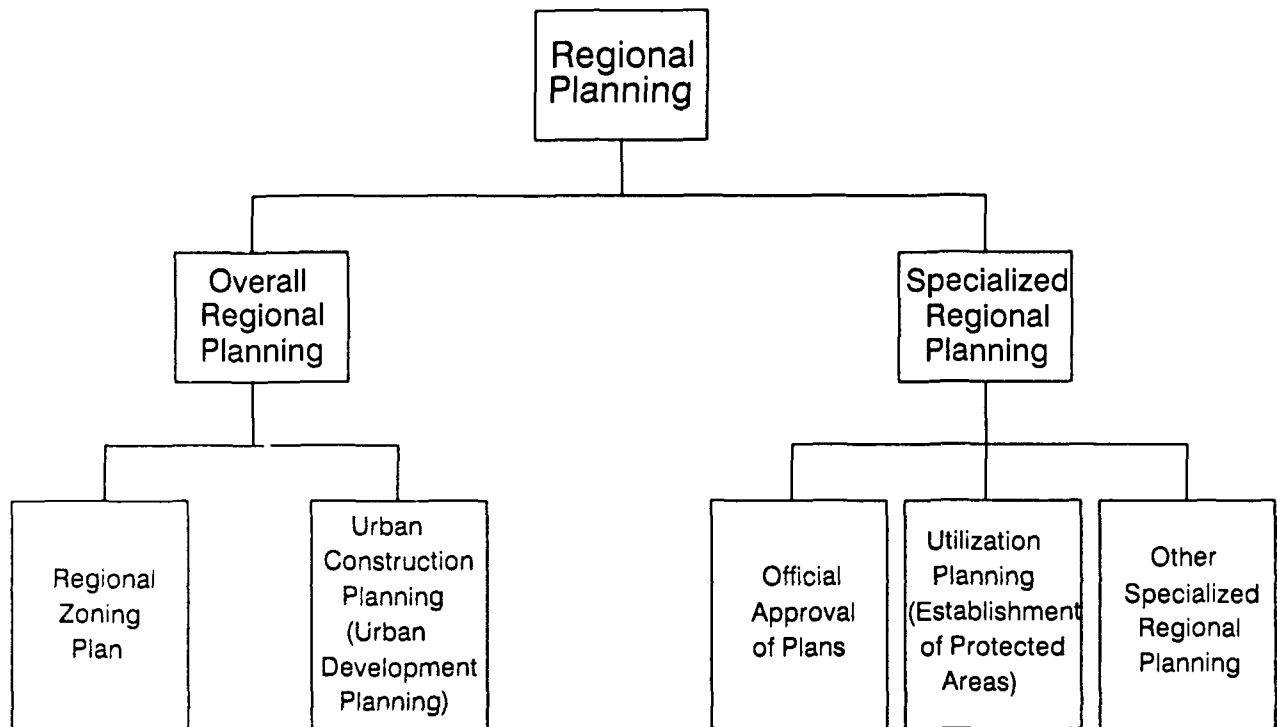 Regional
Planning
Overall
Regional
Planning
Specialized
Regional
Planning
Regional
Zoning
Plan
Urban
Construction
Planning
(Urban
Development
Planning)
Official
Approval
of Plans
Utilization
Planning
(Establishment
of Protected
Areas)
Other
Specialized
Regional
Planning